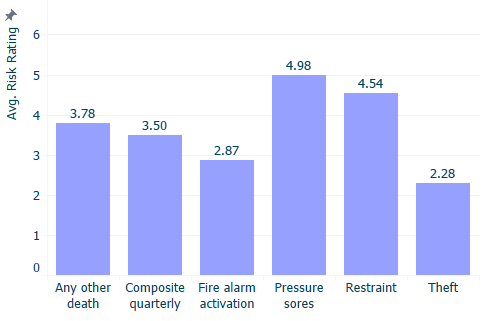 Avg. Risk Rating
6
5
4
3
2
1
0
3.78
3.50
2.87
4.98
4.54
2.28
Any other
death
Composite
quarterly
Fire alarm
activation
Pressure
sores
Restraint
Theft